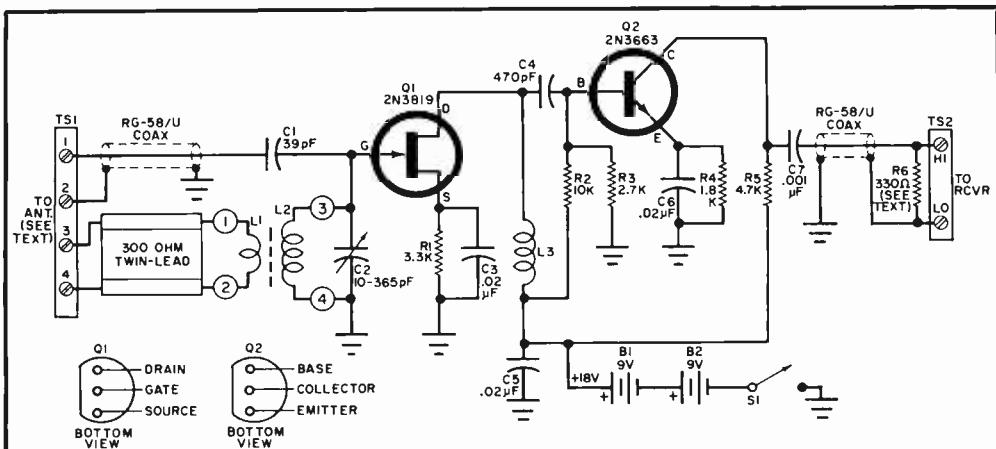 TS1
1
2
TO
ANT.
(SEE
TEXT)
3
4
RG-58/U
COAX
300 OHM
TWIN-LEAD
1
2
L1
L2
3
4
C1
39pF
C2
10-365pF
Q1
2N3819
D
G
S
R1
3.3K
C3
.02
µF
L3
C4
470pF
Q2
2N3663
C
B
E
R2
10K
R3
2.7K
C6
.02µF
R4
1.8
K
R5
4.7K
C7
.001
µF
RG-58/U
COAX
R6
330Ω
(SEE
TEXT)
TS2
HI
TO
RCVR
LO
C5
.02µF
+18V
B1
9V
+
B2
9V
+
S1
Q1
DRAIN
GATE
SOURCE
BOTTOM
VIEW
Q2
BASE
COLLECTOR
EMITTER
BOTTOM
VIEW